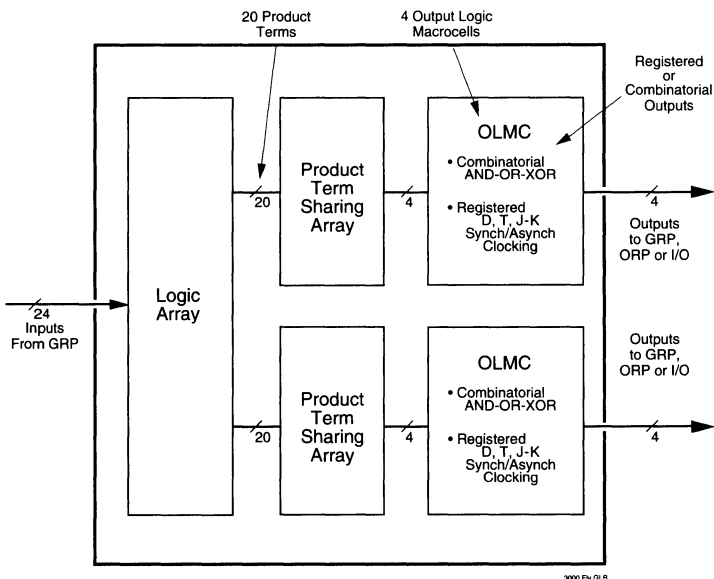 20 Product
Terms
4 Output Logic
Macrocells
Registered
or
Combinatorial
Outputs
Logic
Array
24
Inputs
From GRP
20
Product
Term
Sharing
Array
4
OLMC
• Combinatorial
AND-OR-XOR
• Registered
D, T, J-K
Synch/Asynch
Clocking
4
Outputs
to GRP,
ORP or I/O
20
Product
Term
Sharing
Array
4
OLMC
• Combinatorial
AND-OR-XOR
• Registered
D, T, J-K
Synch/Asynch
Clocking
Outputs
to GRP,
ORP or I/O
4